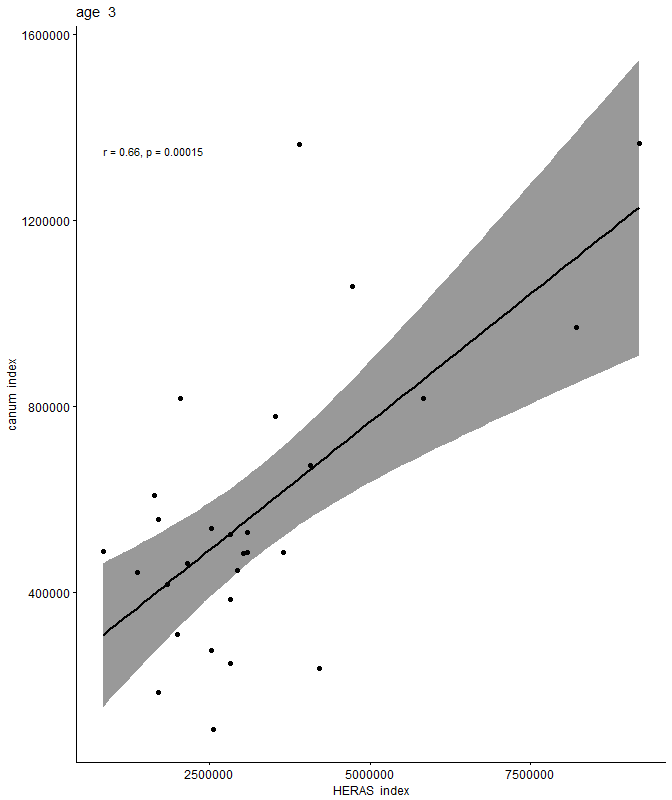 age 3
1600000
r = 0.66, p = 0.00015
1200000
canum index
800000
400000
2500000 5000000 7500000
HERAS index